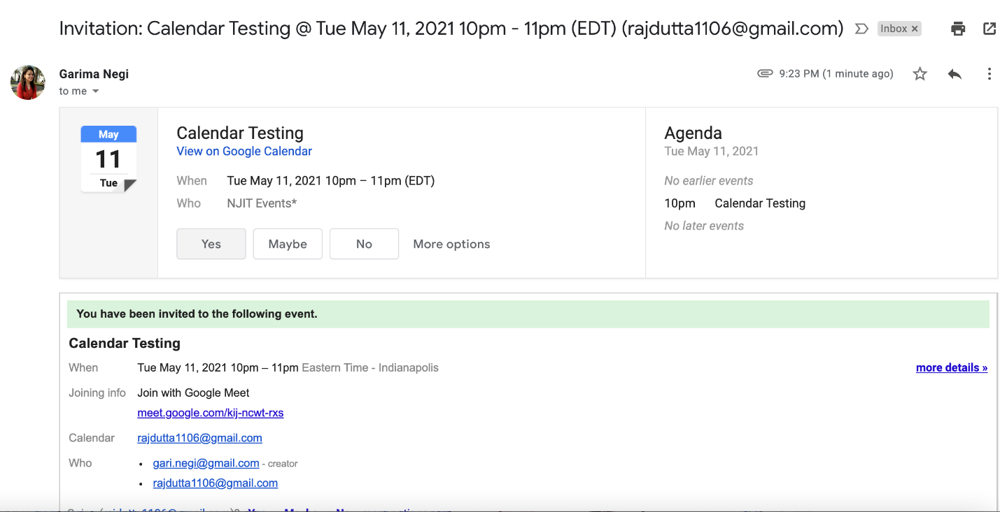 Invitation: Calendar Testing @ Tue May 11, 2021 10pm - 11pm (EDT) (rajdutta1106@gmail.com) Inbox ×
Garima Negi
9:23 PM (1 minute ago)
to me
May
11
Tue
Calendar Testing
View on Google Calendar
When Tue May 11, 2021 10pm – 11pm (EDT)
Who NJIT Events*
Yes Maybe No More options
Agenda
Tue May 11, 2021
No earlier events
10pm Calendar Testing
No later events
You have been invited to the following event.
Calendar Testing
When Tue May 11, 2021 10pm – 11pm Eastern Time - Indianapolis more details »
Joining info Join with Google Meet
meet.google.com/kij-ncwt-rxs
Calendar rajdutta1106@gmail.com
Who • gari.negi@gmail.com - creator
• rajdutta1106@gmail.com